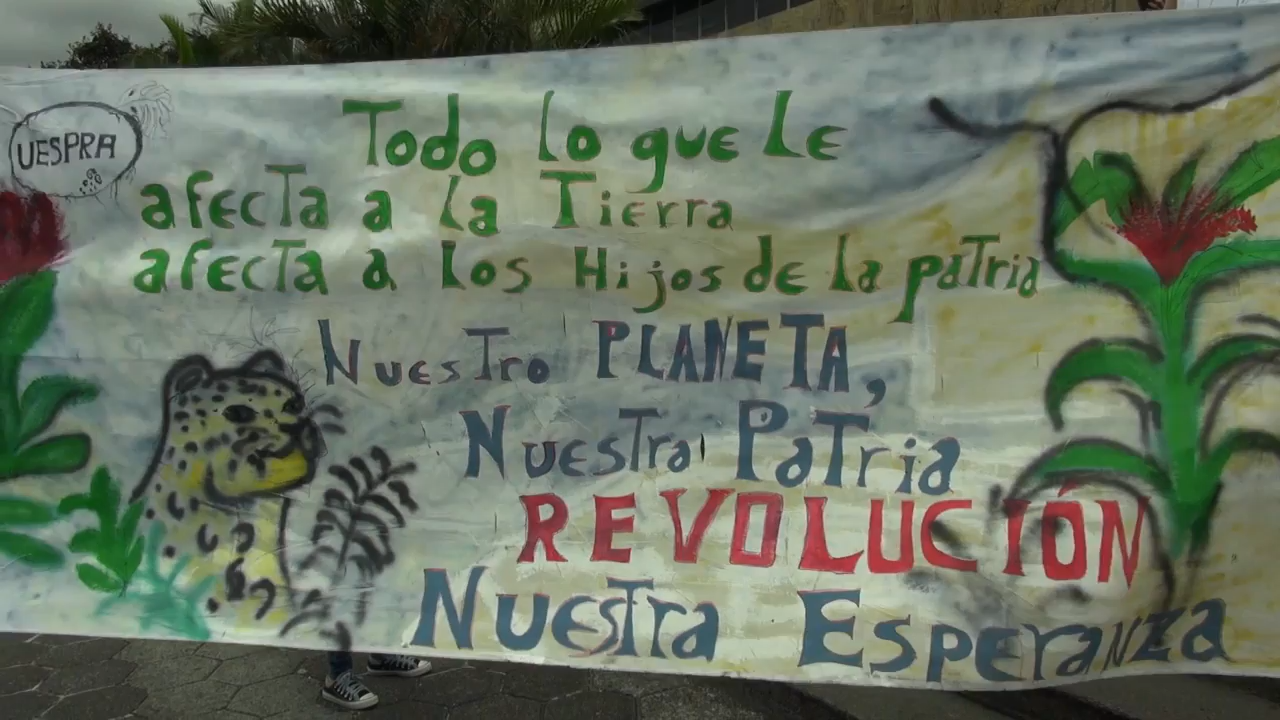 UESPRA
Todo lo que Le
afecTa a la Tierra
afecTa a Los Hijos de la paTria
NuesTro PLANETA,
NuesTra PaTria
REVOLUCIÓN
NuesTra Esperanza